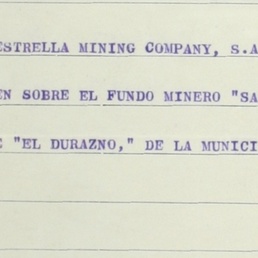 ESTRELLA MINING COMPANY, S.A
EN SOBRE EL FUNDO MINERO "SA
E "EL DURAZNO," DE LA MUNICI